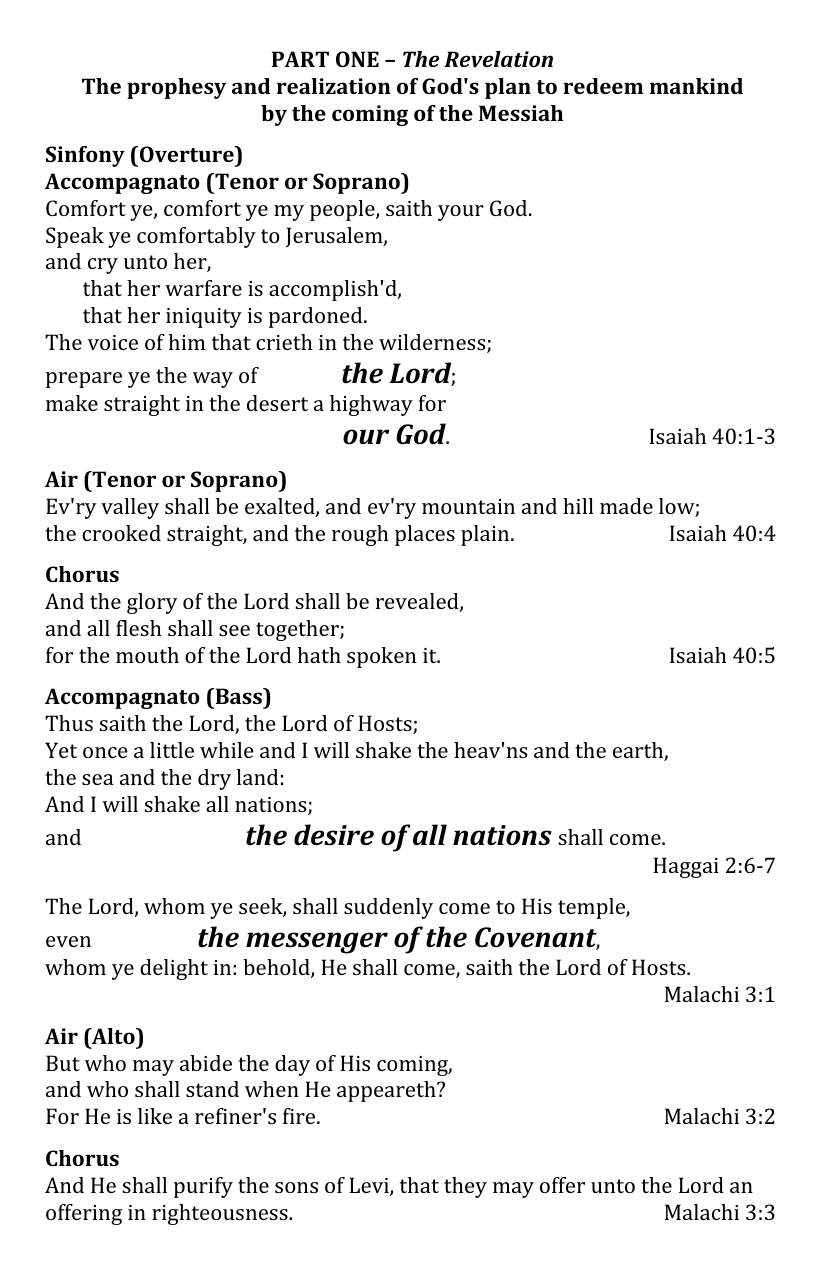 PART ONE – The Revelation
The prophesy and realization of God's plan to redeem mankind
by the coming of the Messiah
Sinfony (Overture)
Accompagnato (Tenor or Soprano)
Comfort ye, comfort ye my people, saith your God.
Speak ye comfortably to Jerusalem,
and cry unto her,
that her warfare is accomplish'd,
that her iniquity is pardoned.
The voice of him that crieth in the wilderness;
prepare ye the way of the Lord;
make straight in the desert a highway for
our God. Isaiah 40:1-3
Air (Tenor or Soprano)
Ev'ry valley shall be exalted, and ev'ry mountain and hill made low;
the crooked straight, and the rough places plain. Isaiah 40:4
Chorus
And the glory of the Lord shall be revealed,
and all flesh shall see together;
for the mouth of the Lord hath spoken it. Isaiah 40:5
Accompagnato (Bass)
Thus saith the Lord, the Lord of Hosts;
Yet once a little while and I will shake the heav'ns and the earth,
the sea and the dry land:
And I will shake all nations;
and the desire of all nations shall come.
Haggai 2:6-7
The Lord, whom ye seek, shall suddenly come to His temple,
even the messenger of the Covenant,
whom ye delight in: behold, He shall come, saith the Lord of Hosts.
Malachi 3:1
Air (Alto)
But who may abide the day of His coming,
and who shall stand when He appeareth?
For He is like a refiner's fire. Malachi 3:2
Chorus
And He shall purify the sons of Levi, that they may offer unto the Lord an
offering in righteousness. Malachi 3:3